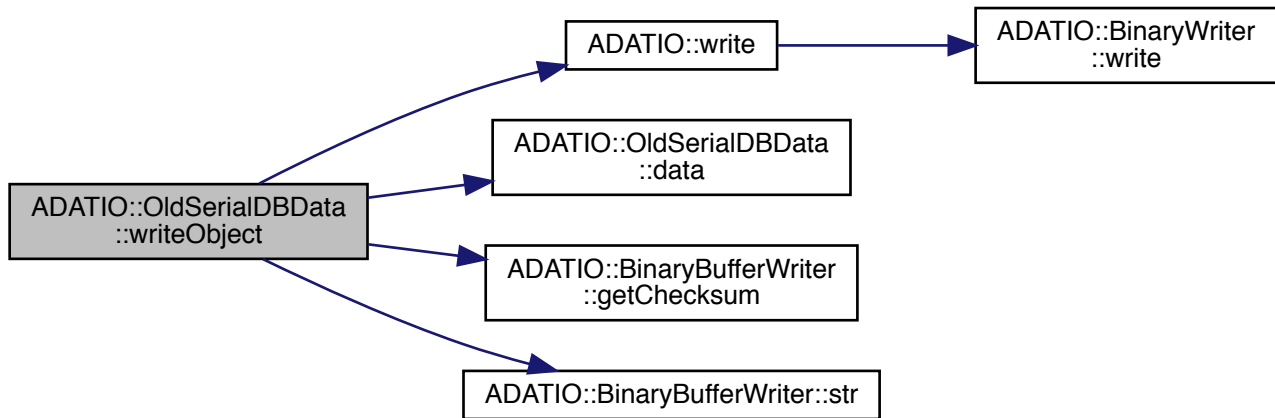 ADATIO::OldSerialDBData
::writeObject
ADATIO::write
ADATIO::BinaryWriter
::write
ADATIO::OldSerialDBData
::data
ADATIO::BinaryBufferWriter
::getChecksum
ADATIO::BinaryBufferWriter::str